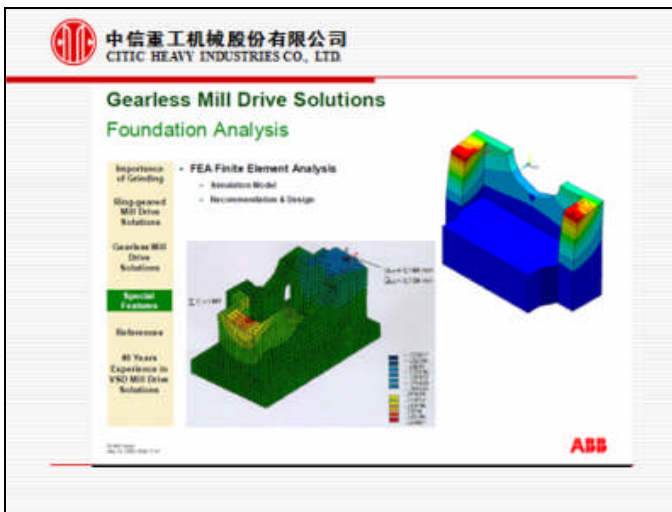 中信重工机械股份有限公司
CITIC HEAVY INDUSTRIES CO., LTD.
Gearless Mill Drive Solutions
Foundation Analysis
Importance
of Grinding
Ring-geared
Mill Drive
Solutions
Gearless Mill
Drive
Solutions
Special
Features
References
40 Years
Experience in
VSD Mill Drive
Solutions
• FEA Finite Element Analysis
- Simulation Model
- Recommendation & Design
ABB